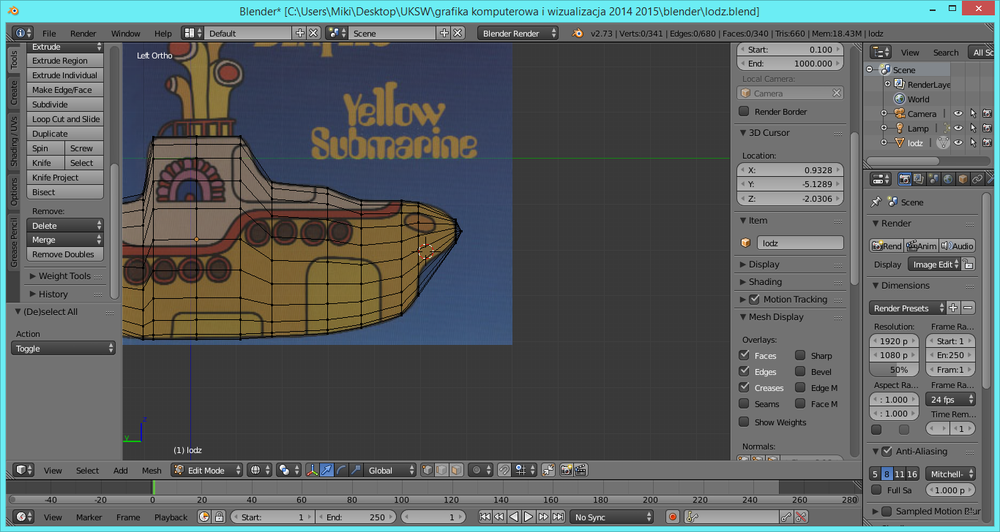 Blender* [C:\Users\Miki\Desktop\UKSW\grafika komputerowa i wizualizacja 2014 2015\blender\lodz.blend]
File Render Window Help Default Scene Blender Render v2.73 | Verts:0/341 | Edges:0/680 | Faces:0/340 | Tris:660 | Mem:18.43M | lodz
Tools
Create
Shading / UVs
Options
Grease Pencil
Extrude
Extrude Region
Extrude Individual
Make Edge/Face
Subdivide
Loop Cut and Slide
Duplicate
Spin Screw
Knife Select
Knife Project
Bisect
Remove:
Delete
Merge
Remove Doubles
Weight Tools
History
(De)select All
Action
Toggle
Left Ortho
Yellow
Submarine
z
y
(1) lodz
Start: 0.100
End: 1000.000
Local Camera:
Camera
Render Border
3D Cursor
Location:
X: 0.9328
Y: -5.1289
Z: -2.0306
Item
lodz
Display
Shading
Motion Tracking
Mesh Display
Overlays:
Faces Sharp
Edges Bevel
Creases Edge M
Seams Face M
Show Weights
Normals:
View Search All Sc
Scene
RenderLaye
World
Camera
Lamp
lodz
Scene
Render
Rend Anim Audio
Display Image Edit
Dimensions
Render Presets
Resolution: Frame Ra...
1920 p Start: 1
1080 p En:250
50% Fram:1
Aspect Ra... Frame Ra...
: 1.000 24 fps
: 1.000 Time Rem...
1
Anti-Aliasing
5 8 11 16 Mitchell-
Full Sa 1.000 p
Sampled Motion Blur
View Select Add Mesh Edit Mode Global
-40 -20 0 20 40 60 80 100 120 140 160 180 200 220 240 260 280
View Marker Frame Playback Start: 1 End: 250 1 No Sync